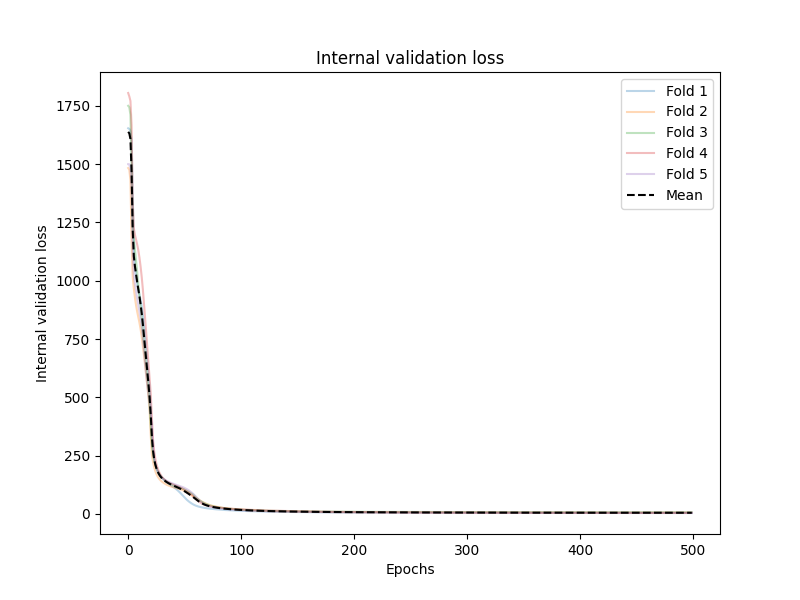 Internal validation loss
Fold 1
Fold 2
Fold 3
Fold 4
Fold 5
Mean
Internal validation loss
1750
1500
1250
1000
750
500
250
0
0 100 200 300 400 500
Epochs